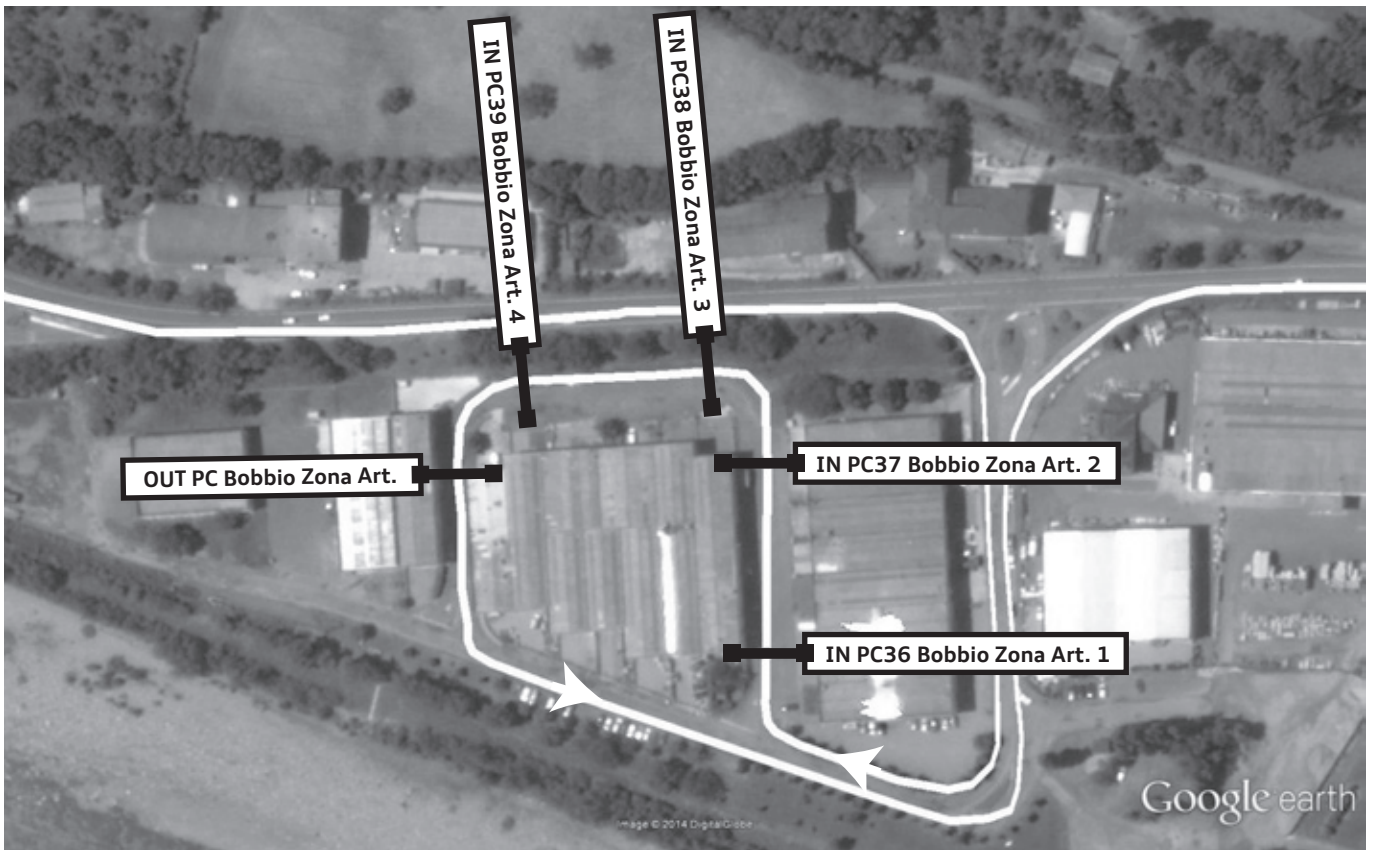 IN PC39 Bobbio Zona Art. 4
IN PC38 Bobbio Zona Art. 3
OUT PC Bobbio Zona Art.
IN PC37 Bobbio Zona Art. 2
IN PC36 Bobbio Zona Art. 1
Google earth
Image © 2014 DigitalGlobe